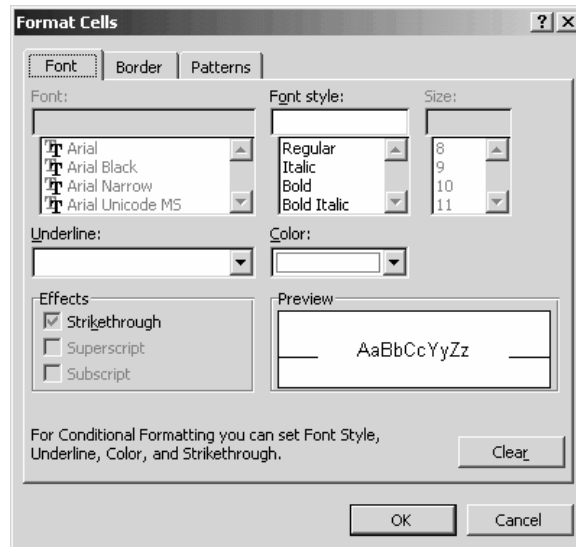 Format Cells
Font Border Patterns
Font: Font style: Size:
Arial Regular 8
Arial Black Italic 9
Arial Narrow Bold 10
Arial Unicode MS Bold Italic 11
Underline: Color:
Effects Preview
Strikethrough
AaBbCcYyZz
Superscript
Subscript
For Conditional Formatting you can set Font Style,
Underline, Color, and Strikethrough.
Clear
OK Cancel